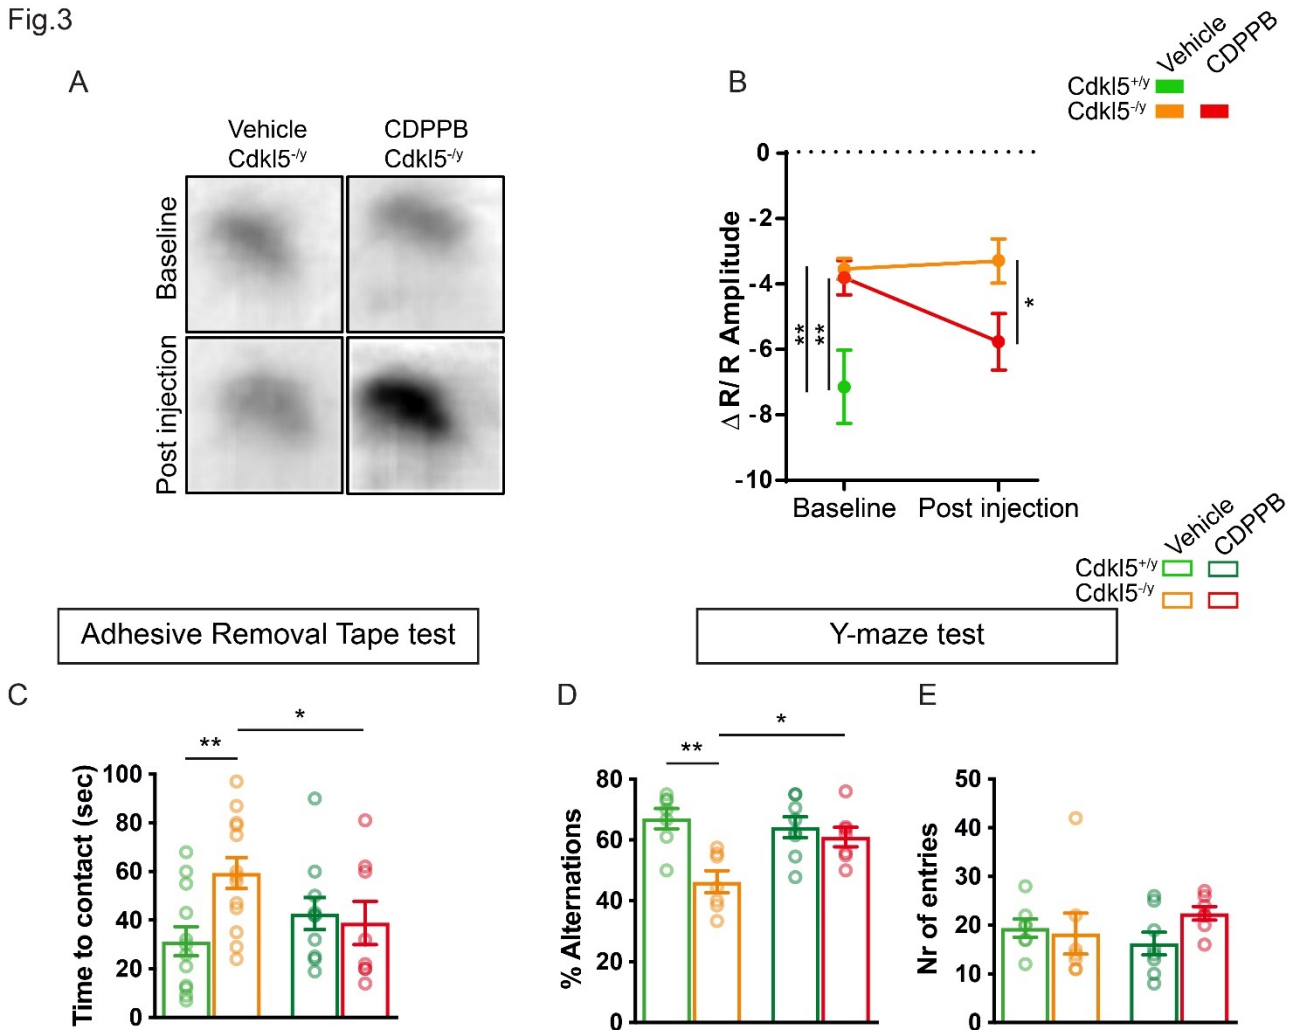 Fig.3
A
Vehicle
Cdkl5-/y
CDPPB
Cdkl5-/y
Baseline
Post injection
B
Vehicle
CDPPB
Cdkl5+/y
Cdkl5-/y
0
-2
-4
-6
-8
-10
Δ R/ R Amplitude
**
**
*
Baseline
Post injection
Vehicle
CDPPB
Cdkl5+/y
Cdkl5-/y
Adhesive Removal Tape test
Y-maze test
C
Time to contact (sec)
100
80
60
40
20
0
**
*
D
% Alternations
80
60
40
20
0
**
*
E
Nr of entries
50
40
30
20
10
0